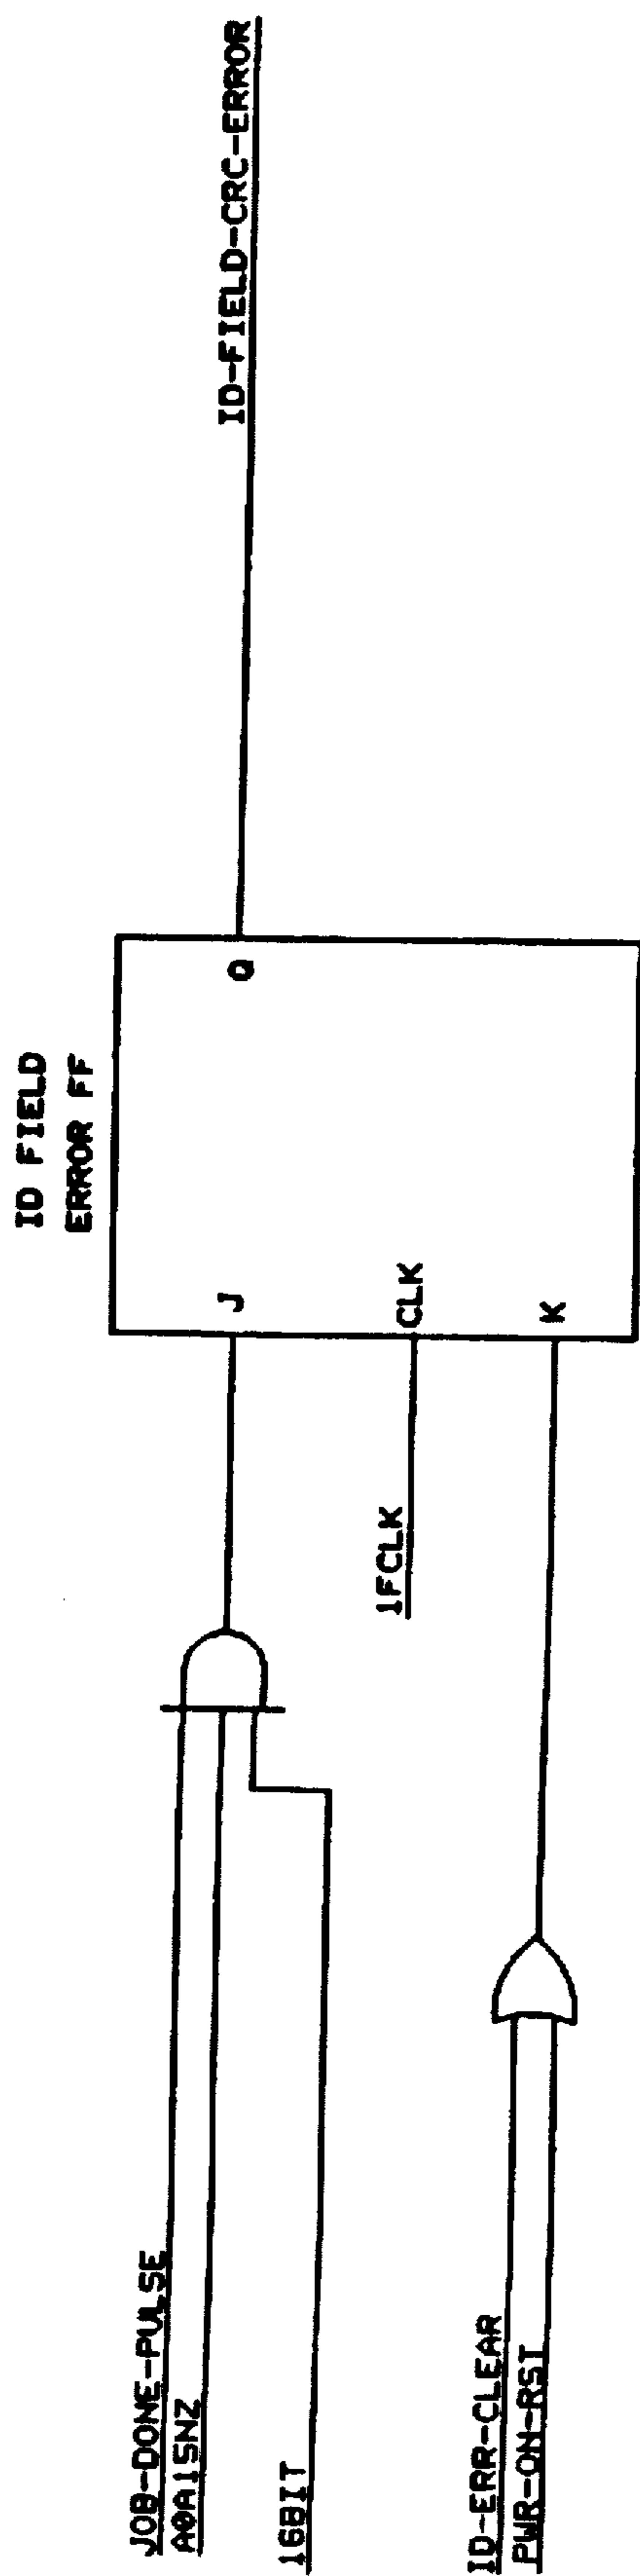 ID FIELD
ERROR FF
JOB-DONE-PULSE
A0A15NZ
16BIT
J
Q
ID-FIELD-CRC-ERROR
1FCLK
CLK
ID-ERR-CLEAR
PWR-ON-RST
K